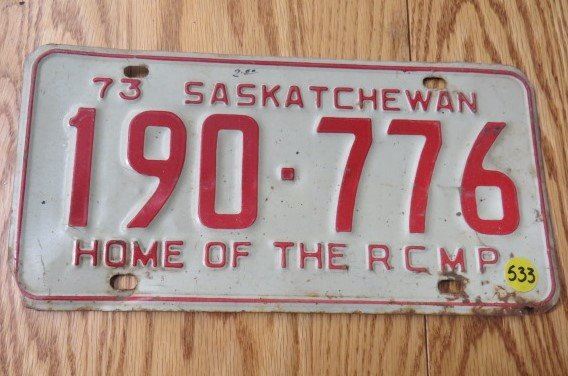 73 SASKATCHEWAN
190·776
HOME OF THE RCMP
533